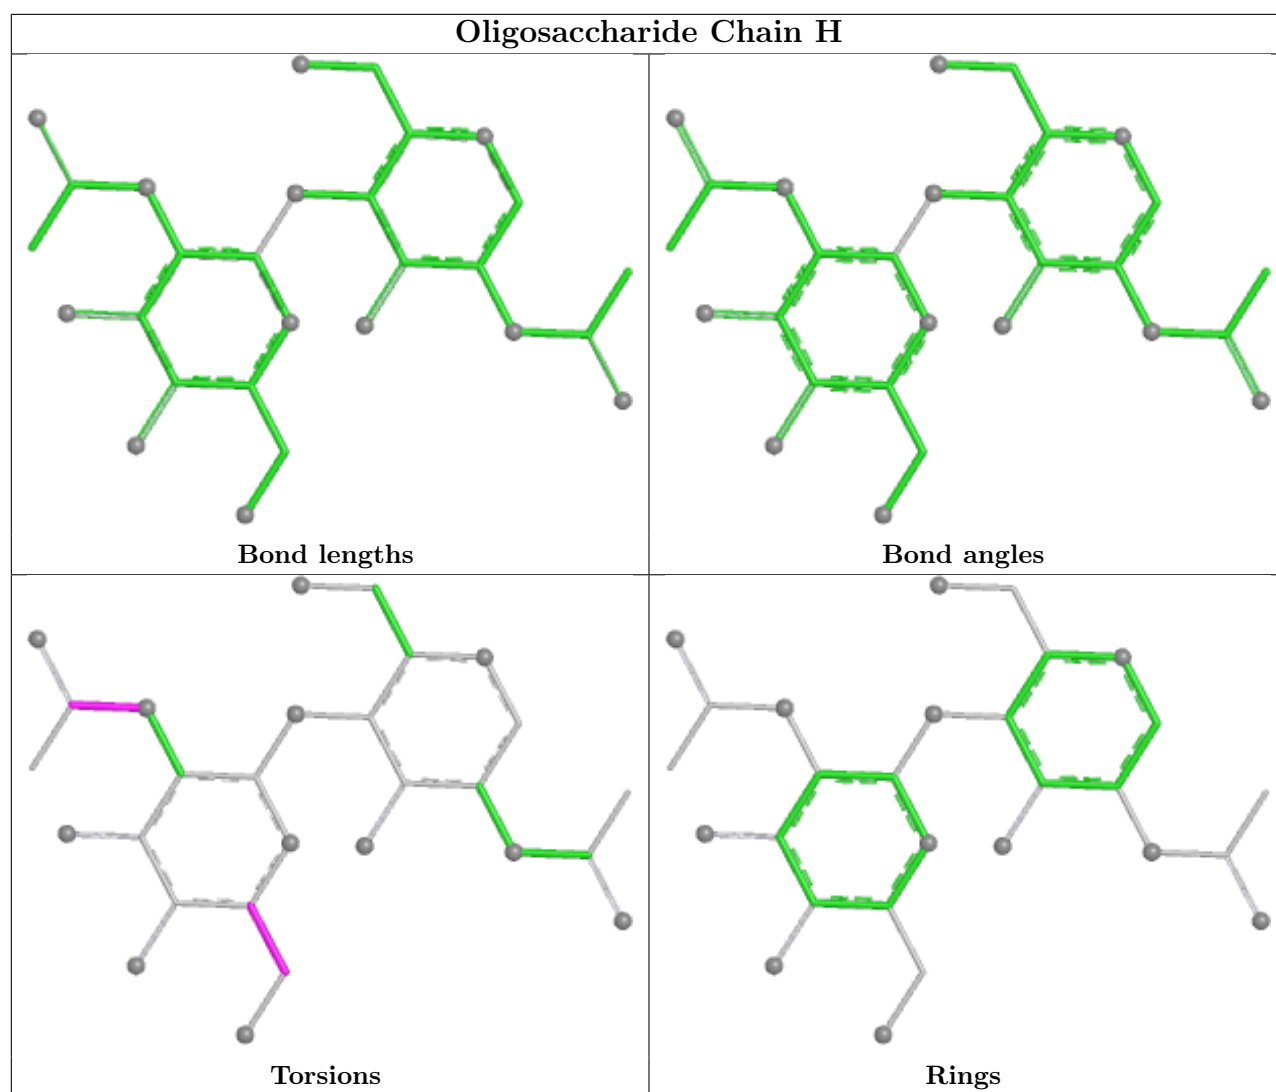 Oligosaccharide Chain H
Bond lengths
Bond angles
Torsions
Rings